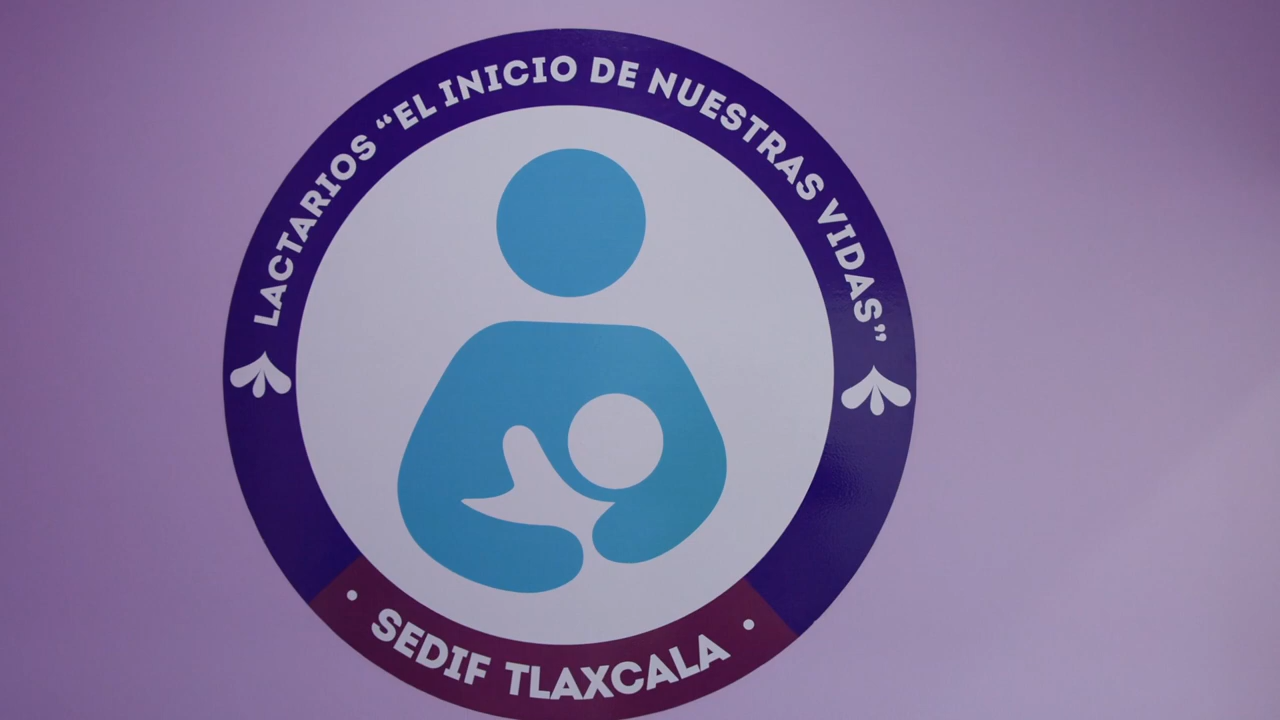 LACTARIOS “EL INICIO DE NUESTRAS VIDAS”
SEDIF TLAXCALA